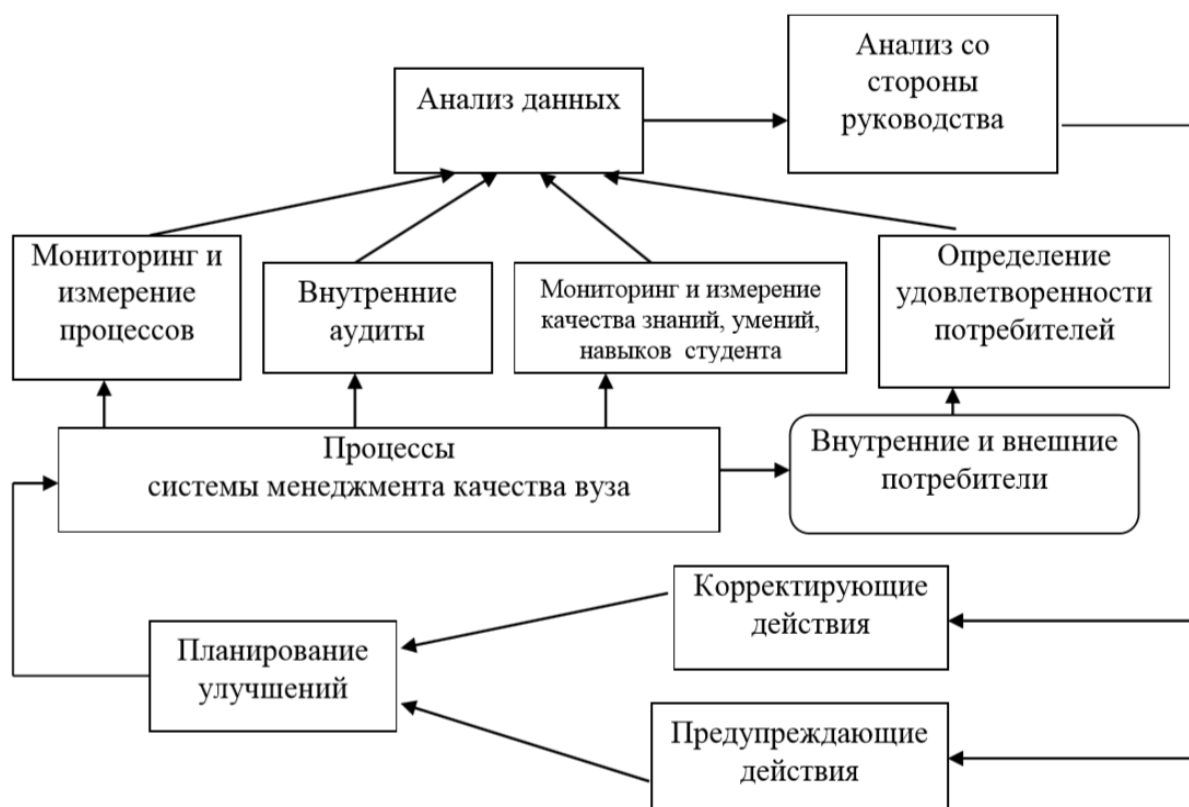 Анализ со
стороны
руководства
Анализ данных
Мониторинг и
измерение
процессов
Внутренние
аудиты
Мониторинг и измерение
качества знаний, умений,
навыков студента
Определение
удовлетворенности
потребителей
Процессы
системы менеджмента качества вуза
Внутренние и внешние
потребители
Корректирующие
действия
Планирование
улучшений
Предупреждающие
действия